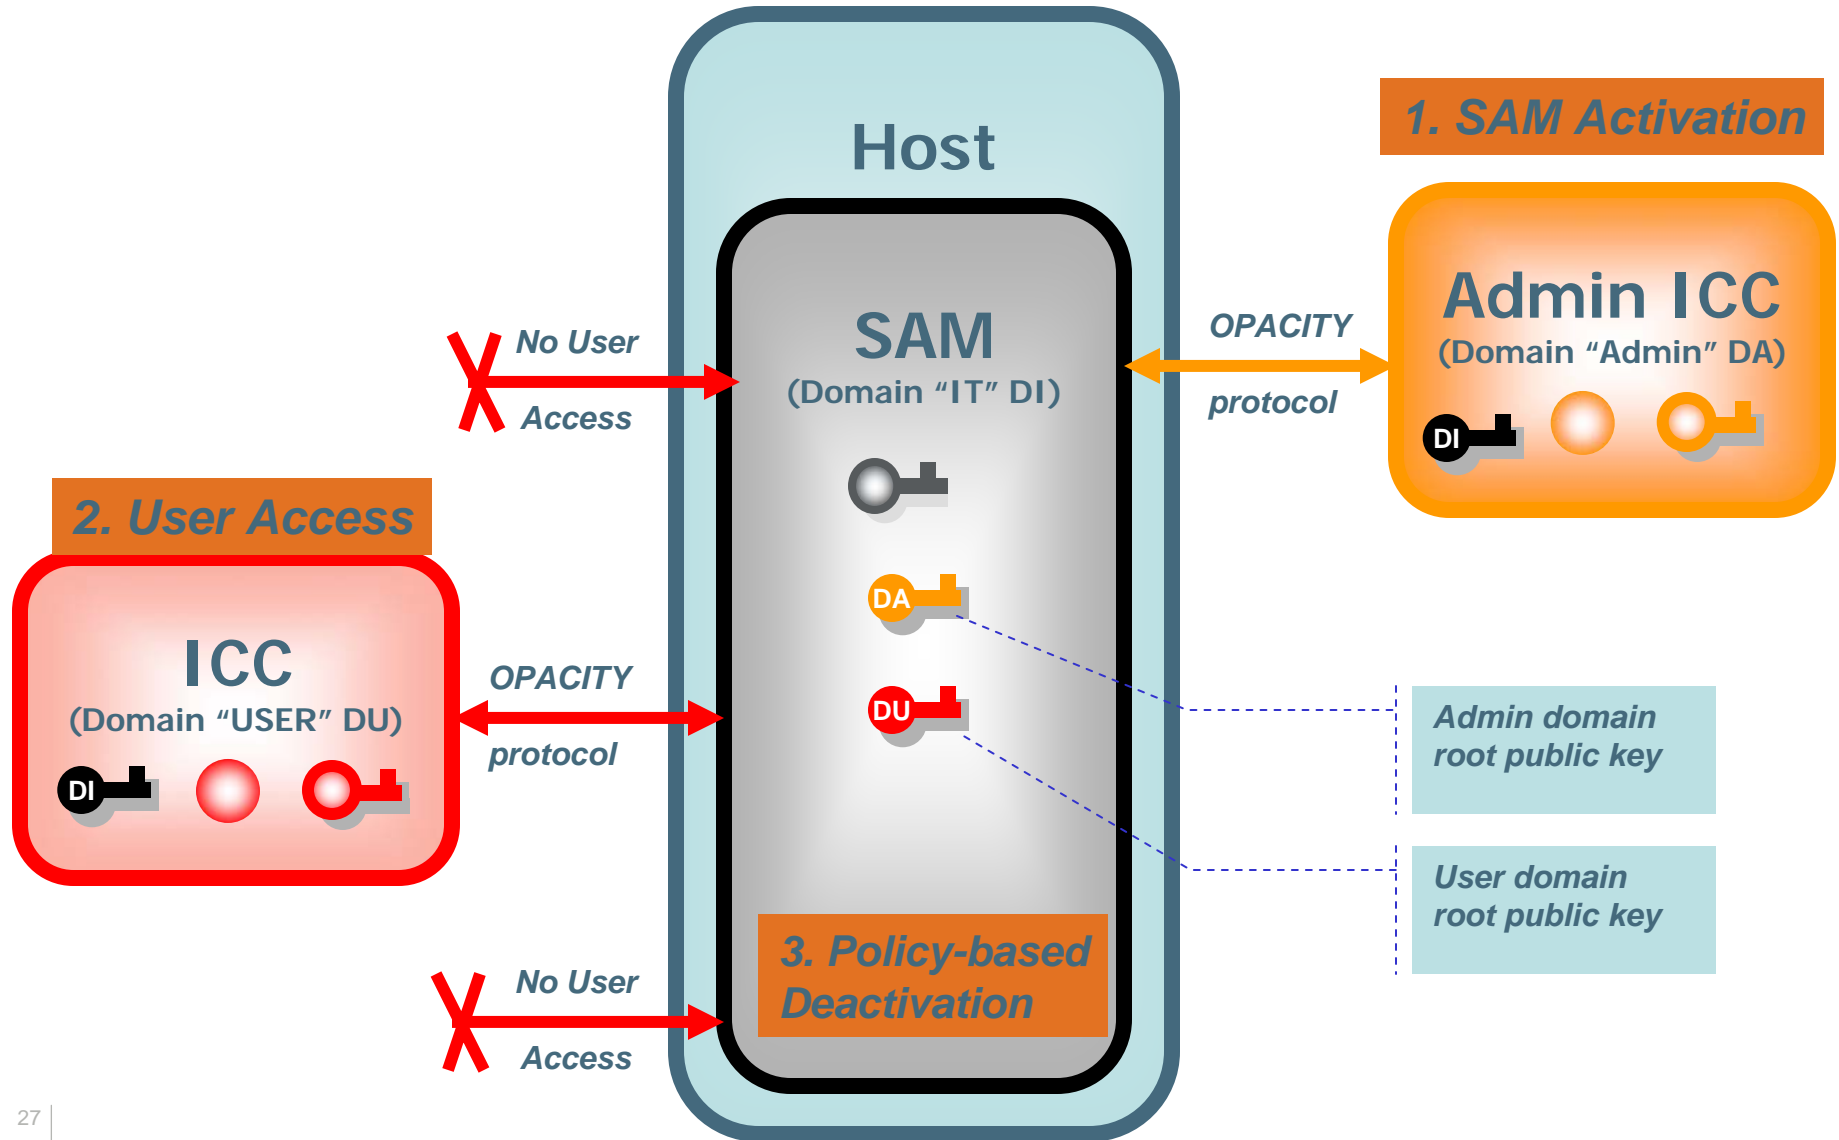 Host
1. SAM Activation
Admin ICC
(Domain “Admin” DA)
DI
OPACITY
protocol
SAM
(Domain “IT” DI)
No User
Access
2. User Access
ICC
(Domain “USER” DU)
DI
OPACITY
protocol
DA
DU
Admin domain
root public key
User domain
root public key
3. Policy-based
Deactivation
No User
Access
27